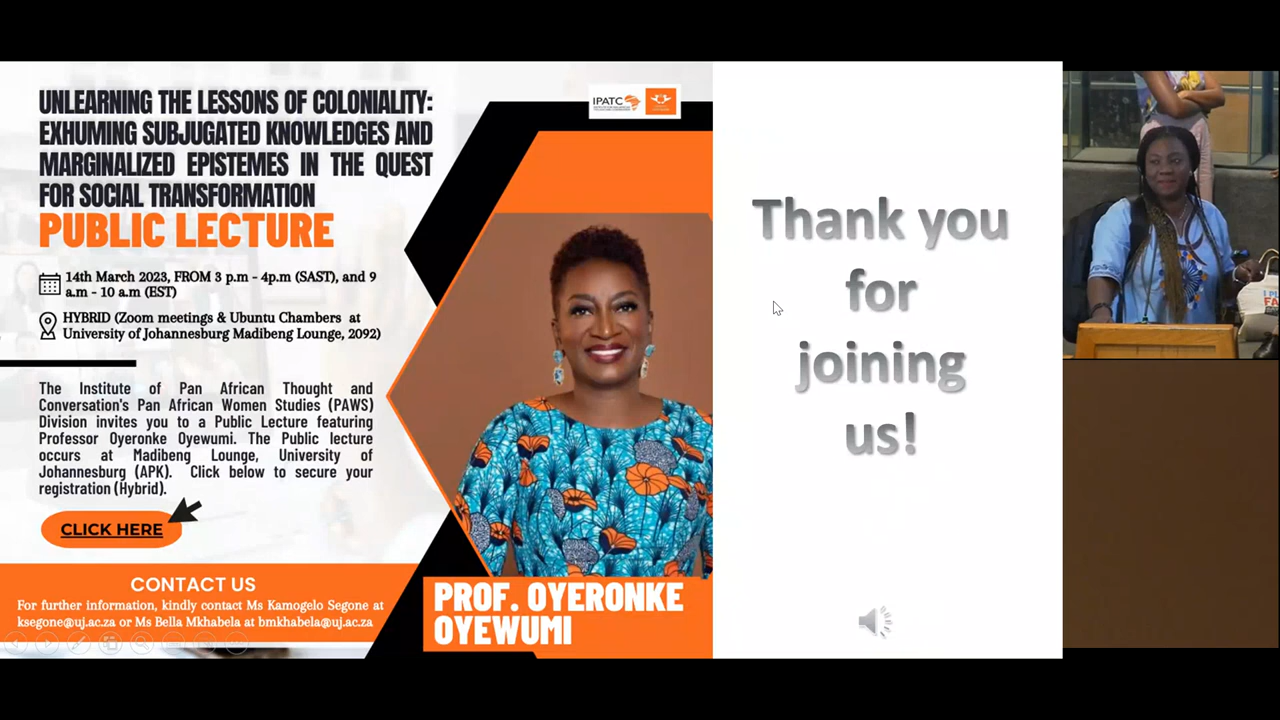 UNLEARNING THE LESSONS OF COLONIALITY:
EXHUMING SUBJUGATED KNOWLEDGES AND
MARGINALIZED EPISTEMES IN THE QUEST
FOR SOCIAL TRANSFORMATION
PUBLIC LECTURE
14th March 2023, FROM 3 p.m - 4p.m (SAST), and 9
a.m - 10 a.m (EST)
HYBRID (Zoom meetings & Ubuntu Chambers at
University of Johannesburg Madibeng Lounge, 2092)
The Institute of Pan African Thought and
Conversation's Pan African Women Studies (PAWS)
Division invites you to a Public Lecture featuring
Professor Oyeronke Oyewumi. The Public lecture
occurs at Madibeng Lounge, University of
Johannesburg (APK). Click below to secure your
registration (Hybrid).
CLICK HERE
CONTACT US
For further information, kindly contact Ms Kamogelo Segone at
ksegone@uj.ac.za or Ms Bella Mkhabela at bmkhabela@uj.ac.za
IPATC
PROF. OYERONKE
OYEWUMI
Thank you
for
joining
us!